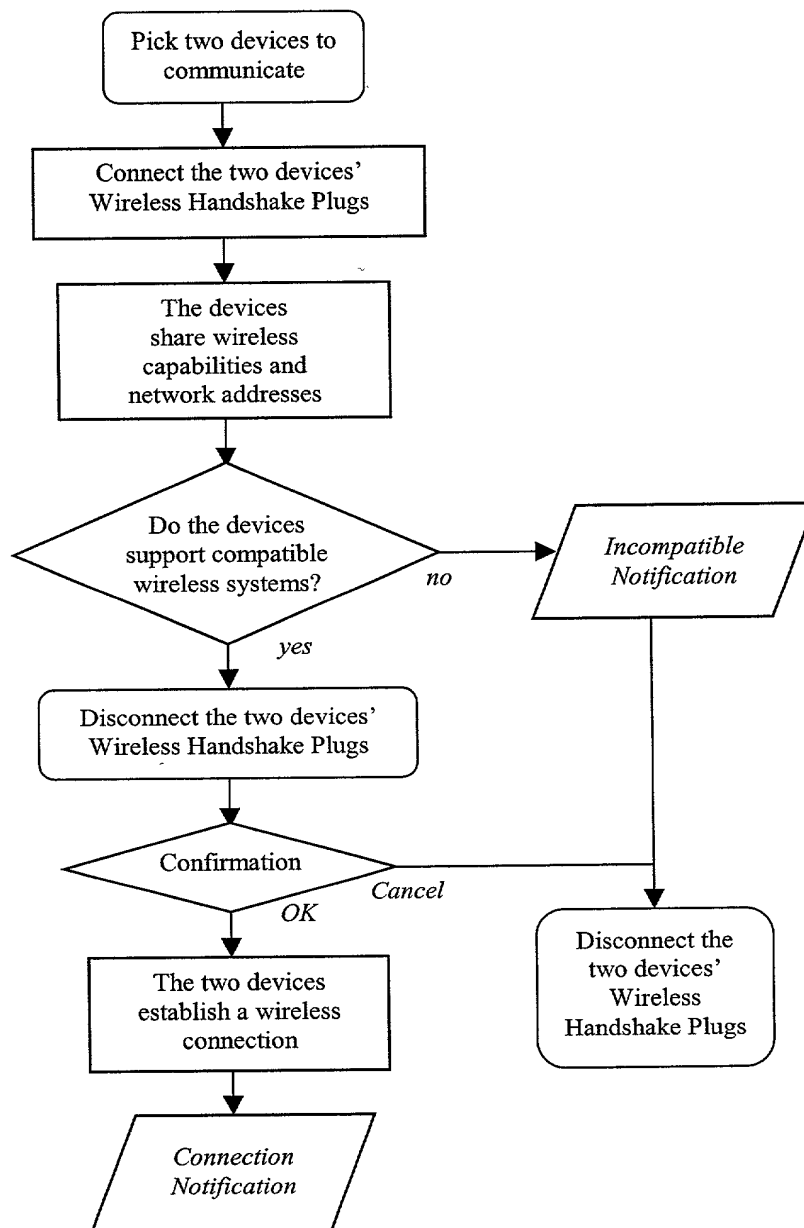 Pick two devices to
communicate
Connect the two devices’
Wireless Handshake Plugs
The devices
share wireless
capabilities and
network addresses
Do the devices
support compatible
wireless systems?
no
Incompatible
Notification
yes
Disconnect the two devices’
Wireless Handshake Plugs
Confirmation
Cancel
OK
Disconnect the
two devices’
Wireless
Handshake Plugs
The two devices
establish a wireless
connection
Connection
Notification